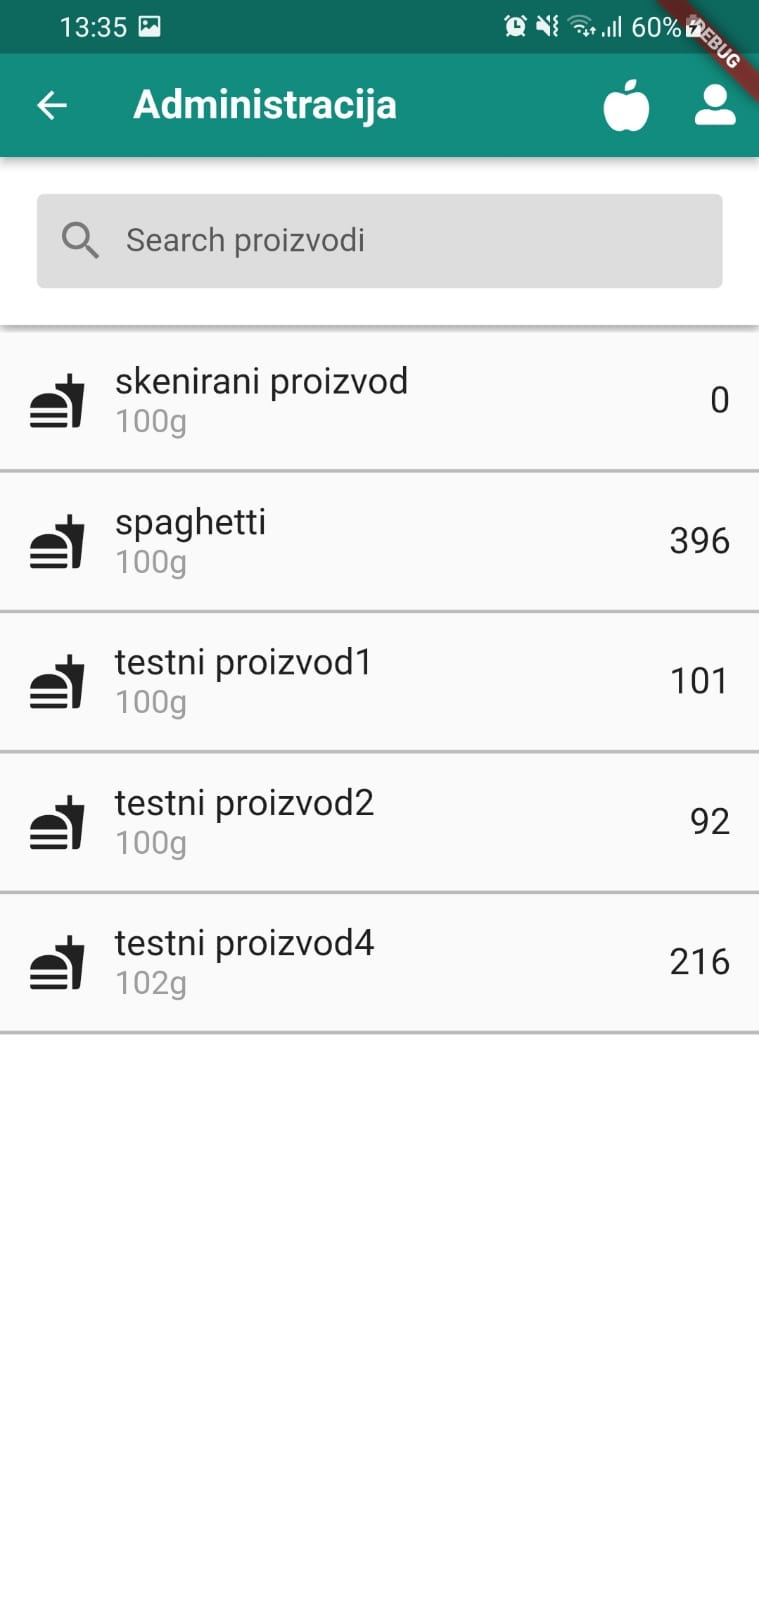 13:35 60%
DEBUG
Administracija
Search proizvodi
skenirani proizvod
100g
0
spaghetti
100g
396
testni proizvod1
100g
101
testni proizvod2
100g
92
testni proizvod4
102g
216